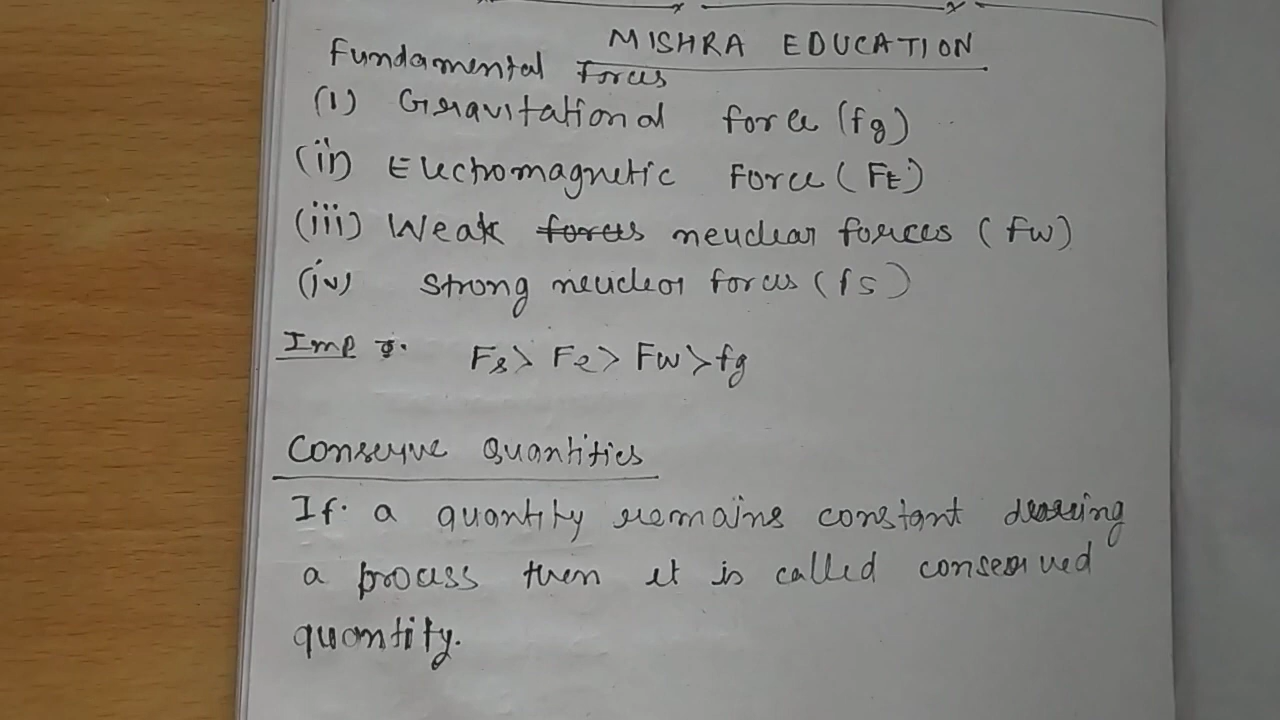 MISHRA EDUCATION
Fundamental Forces
(i) Gravitational force (fg)
(ii) Electromagnetic Force (FE)
(iii) Weak forces neuclear forces (Fw)
(iv) Strong neuclear forces (fs)
Imp :
Fs > Fe > Fw > fg
Conserve Quantities
If a quantity remains constant during
a process then it is called conserved
quantity.